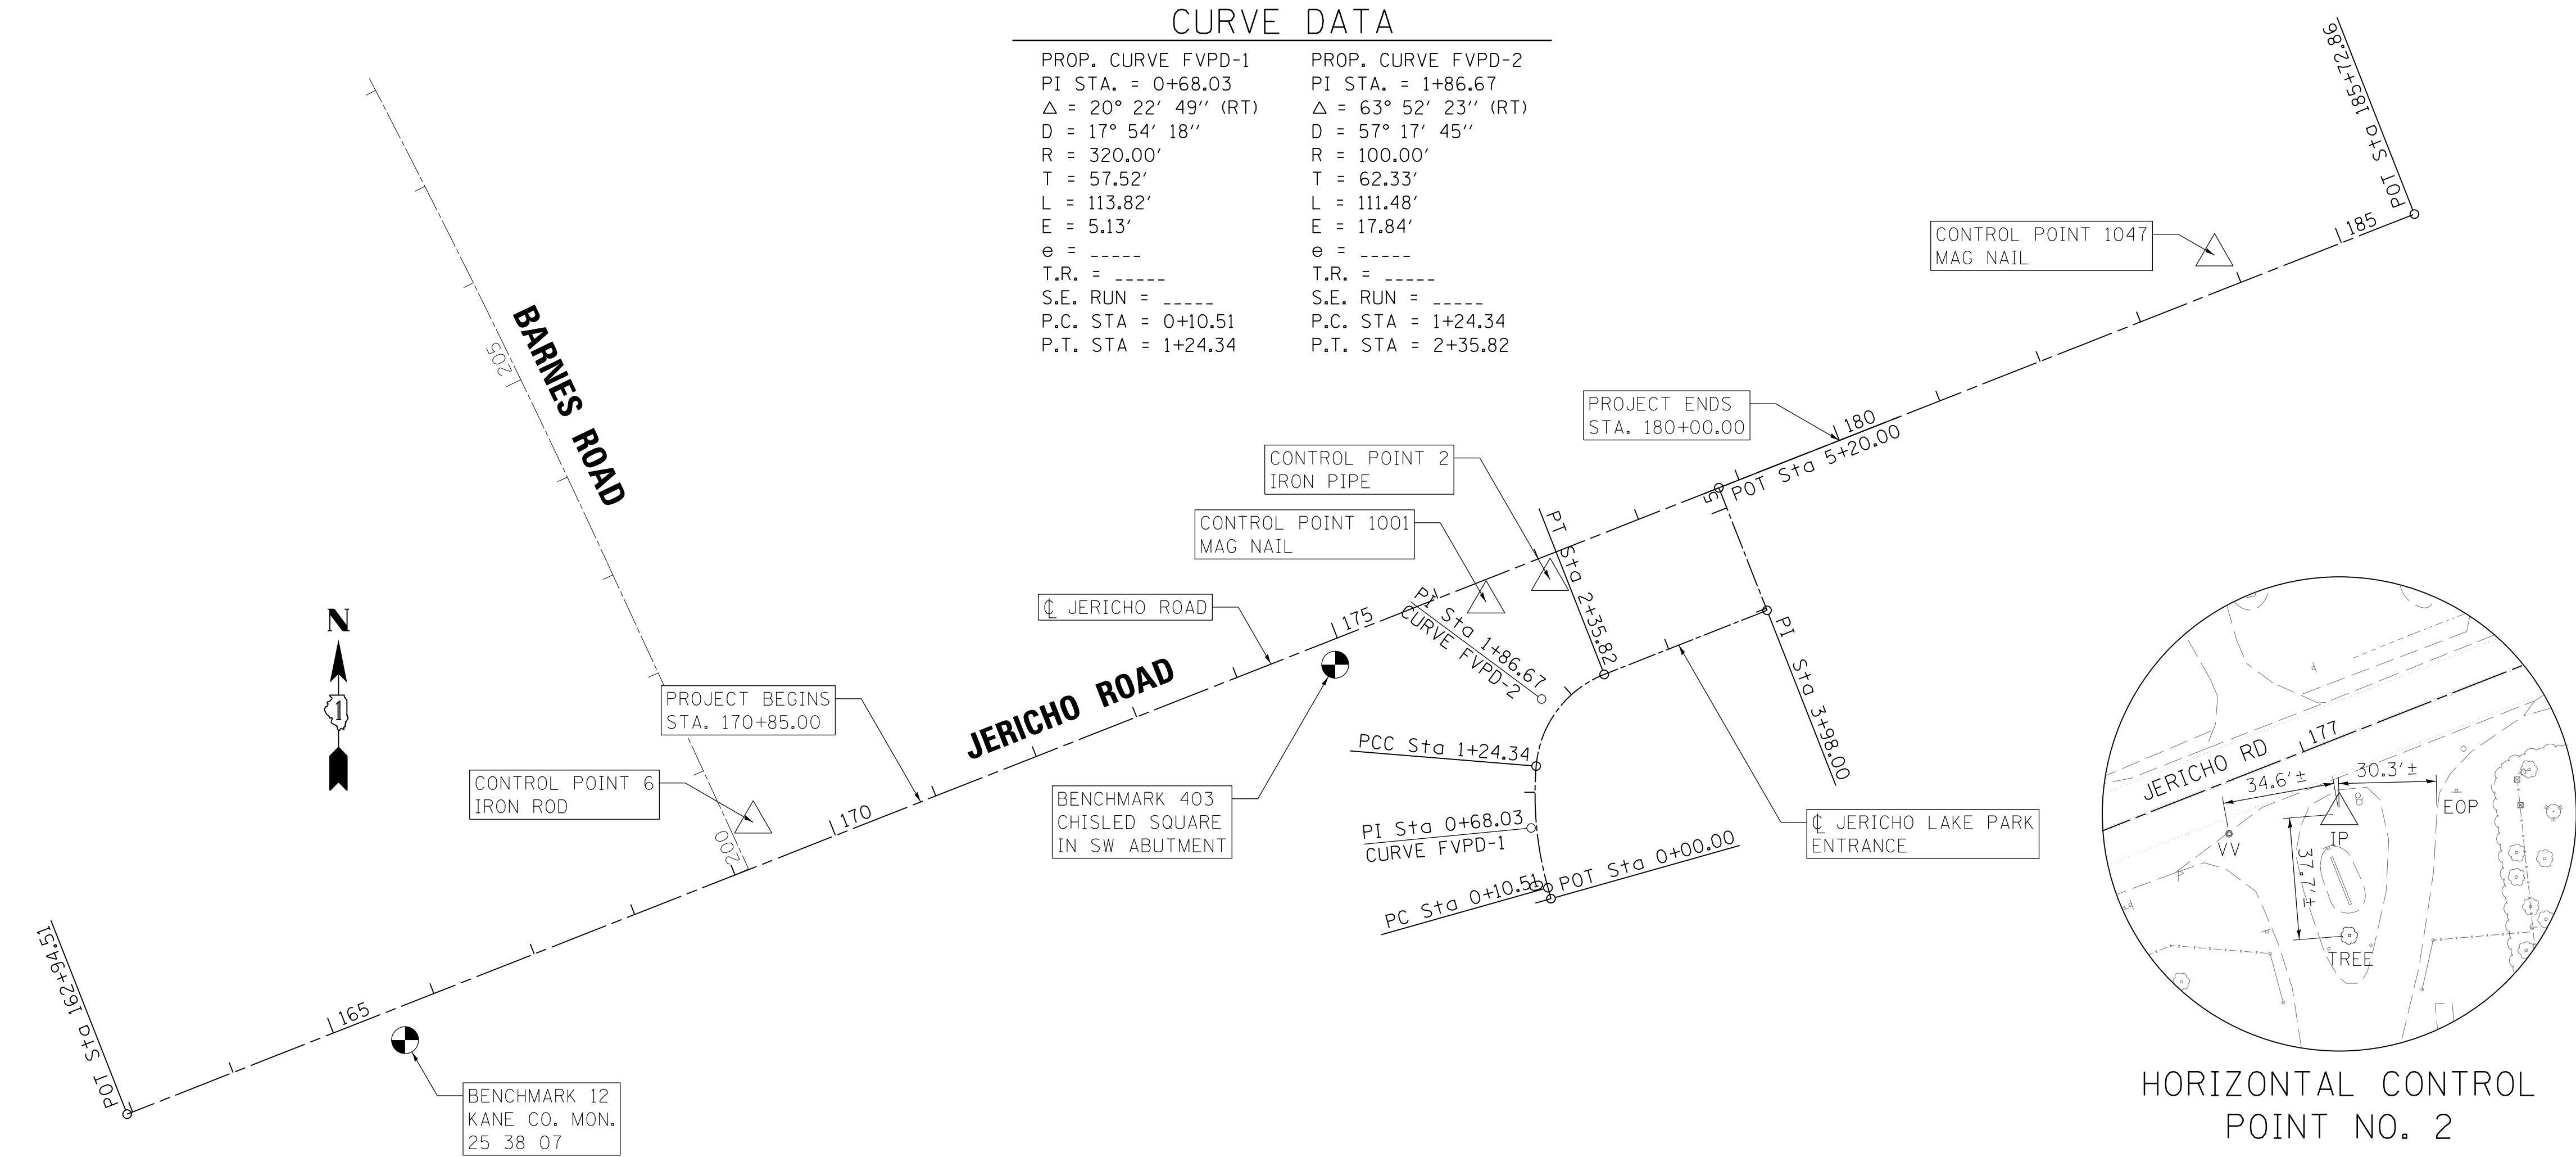 CURVE DATA
PROP. CURVE FVPD-1
PI STA. = 0+68.03
△ = 20° 22' 49'' (RT)
D = 17° 54' 18''
R = 320.00'
T = 57.52'
L = 113.82'
E = 5.13'
e = _____
T.R. = _____
S.E. RUN = _____
P.C. STA = 0+10.51
P.T. STA = 1+24.34
PROP. CURVE FVPD-2
PI STA. = 1+86.67
△ = 63° 52' 23'' (RT)
D = 57° 17' 45''
R = 100.00'
T = 62.33'
L = 111.48'
E = 17.84'
e = _____
T.R. = _____
S.E. RUN = _____
P.C. STA = 1+24.34
P.T. STA = 2+35.82
POT Sta 185+72.86
185
CONTROL POINT 1047
MAG NAIL
BARNES ROAD
205
PROJECT ENDS
STA. 180+00.00
180
POT Sta 5+20.00
5
CONTROL POINT 2
IRON PIPE
CONTROL POINT 1001
MAG NAIL
PT Sta 2+35.82
℄ JERICHO ROAD
175
PI Sta 1+86.67
CURVE FVPD-2
PI Sta 3+98.00
N
1
JERICHO ROAD
PROJECT BEGINS
STA. 170+85.00
CONTROL POINT 6
IRON ROD
200
170
PCC Sta 1+24.34
BENCHMARK 403
CHISLED SQUARE
IN SW ABUTMENT
PI Sta 0+68.03
CURVE FVPD-1
℄ JERICHO LAKE PARK
ENTRANCE
PC Sta 0+10.51
0
POT Sta 0+00.00
POT Sta 162+94.51
165
BENCHMARK 12
KANE CO. MON.
25 38 07
JERICHO RD
177
34.6'±
30.3'±
EOP
IP
VV
37.7'±
TREE
HORIZONTAL CONTROL
POINT NO. 2